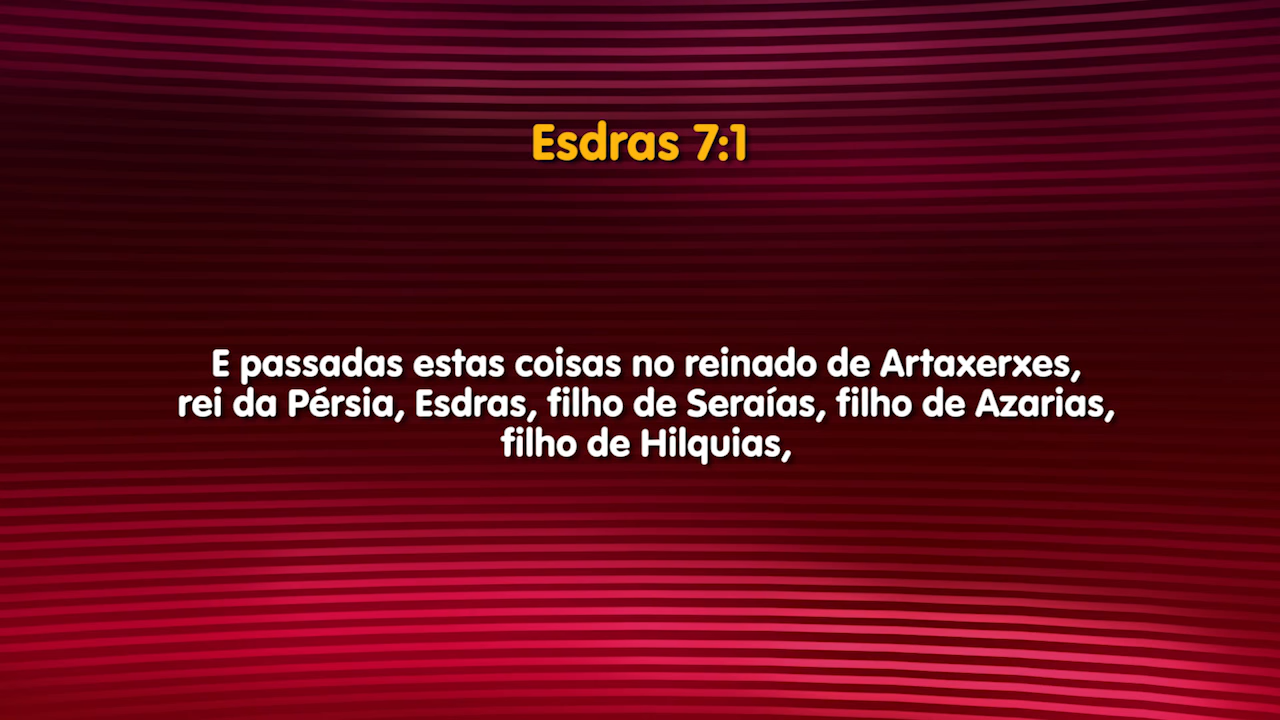 Esdras 7:1
E passadas estas coisas no reinado de Artaxerxes,
rei da Pérsia, Esdras, filho de Seraías, filho de Azarias,
filho de Hilquias,